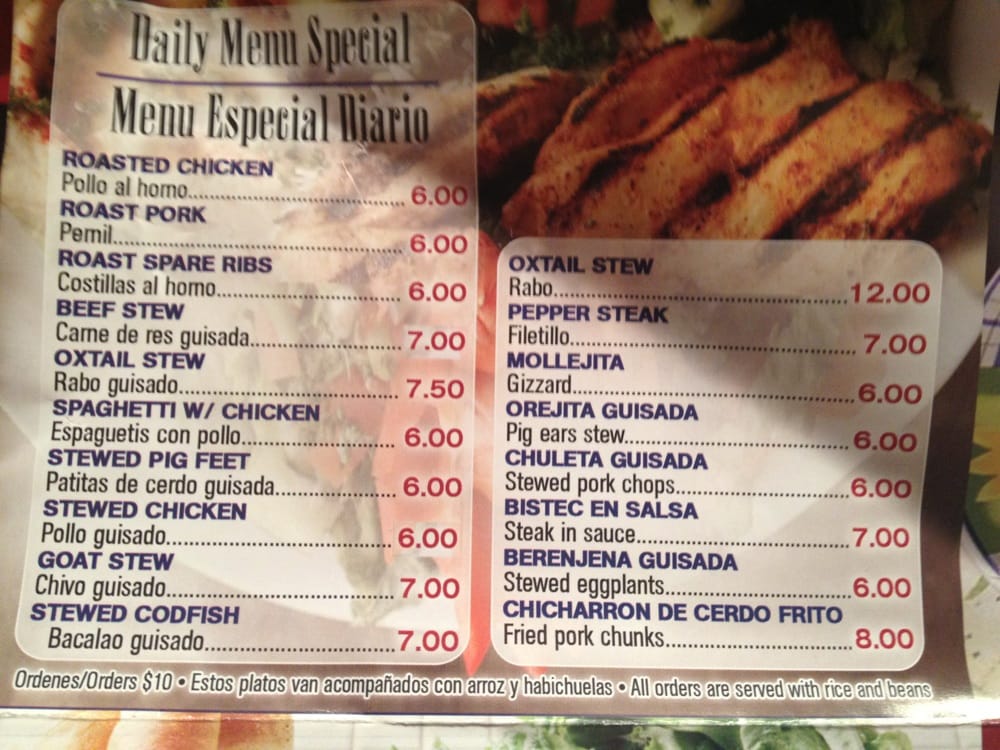 Daily Menu Special
Menu Especial Diario
ROASTED CHICKEN
Pollo al horno........................................ 6.00
ROAST PORK
Pernil..................................................... 6.00
ROAST SPARE RIBS
Costillas al horno................................... 6.00
BEEF STEW
Carne de res guisada............................ 7.00
OXTAIL STEW
Rabo guisado......................................... 7.50
SPAGHETTI W/ CHICKEN
Espaguetis con pollo............................. 6.00
STEWED PIG FEET
Patitas de cerdo guisada...................... 6.00
STEWED CHICKEN
Pollo guisado......................................... 6.00
GOAT STEW
Chivo guisado......................................... 7.00
STEWED CODFISH
Bacalao guisado................................... 7.00
OXTAIL STEW
Rabo.....................................................12.00
PEPPER STEAK
Filetillo.................................................... 7.00
MOLLEJITA
Gizzard....................................................6.00
OREJITA GUISADA
Pig ears stew..........................................6.00
CHULETA GUISADA
Stewed pork chops................................6.00
BISTEC EN SALSA
Steak in sauce.......................................7.00
BERENJENA GUISADA
Stewed eggplants..................................6.00
CHICHARRON DE CERDO FRITO
Fried pork chunks..................................8.00
Ordenes/Orders $10 • Estos platos van acompañados con arroz y habichuelas • All orders are served with rice and beans